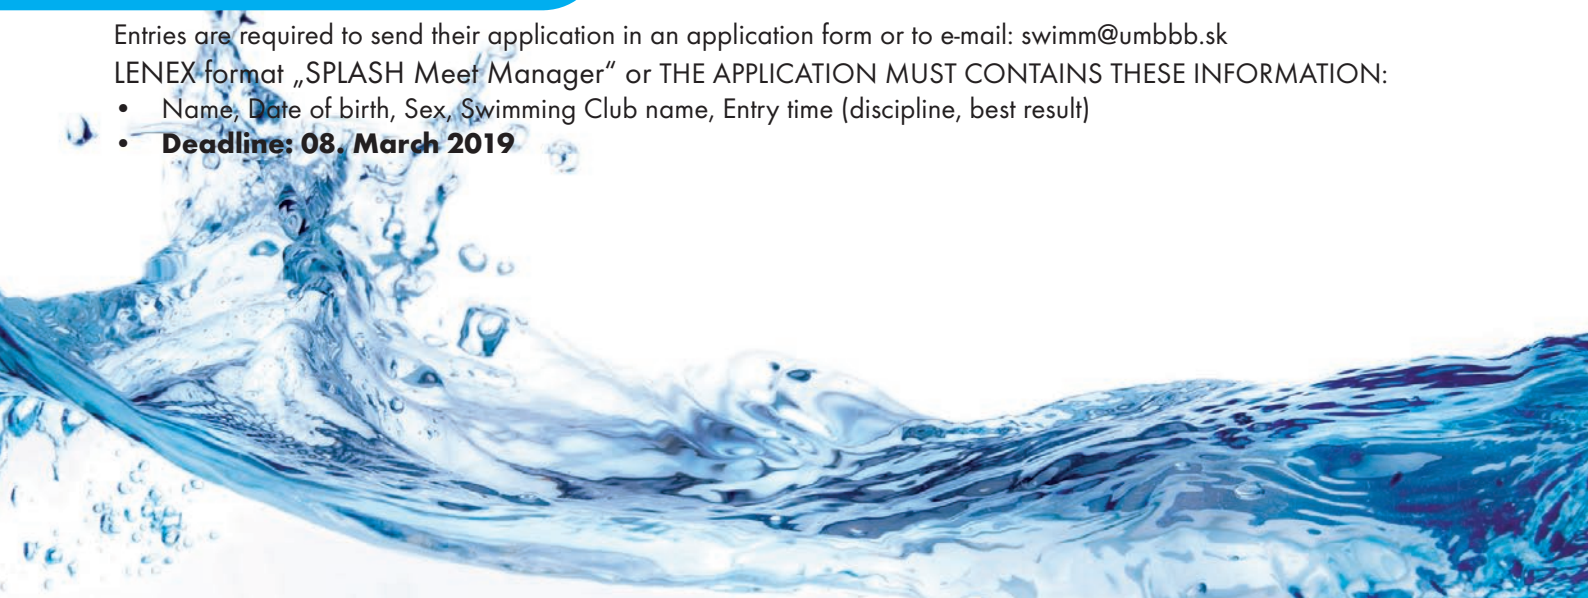 Entries are required to send their application in an application form or to e-mail: swimm@umbbb.sk
LENEX format „SPLASH Meet Manager“ or THE APPLICATION MUST CONTAINS THESE INFORMATION:
• Name, Date of birth, Sex, Swimming Club name, Entry time (discipline, best result)
• Deadline: 08. March 2019